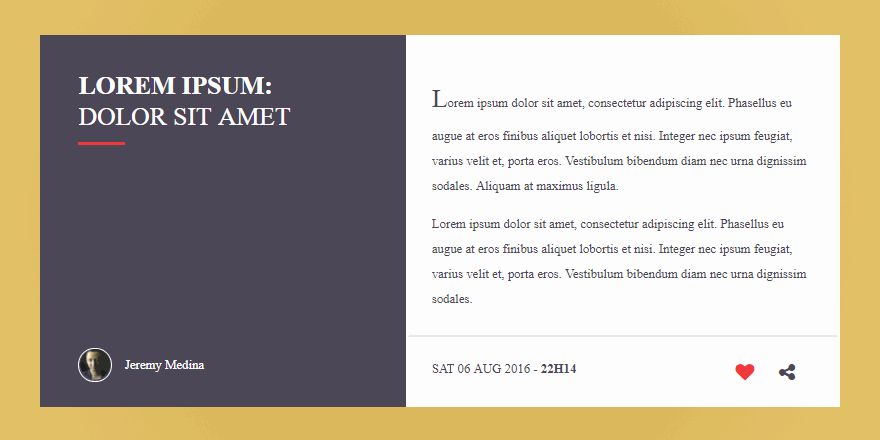 LOREM IPSUM:
DOLOR SIT AMET
Jeremy Medina
Lorem ipsum dolor sit amet, consectetur adipiscing elit. Phasellus eu
augue at eros finibus aliquet lobortis et nisi. Integer nec ipsum feugiat,
varius velit et, porta eros. Vestibulum bibendum diam nec urna dignissim
sodales. Aliquam at maximus ligula.
Lorem ipsum dolor sit amet, consectetur adipiscing elit. Phasellus eu
augue at eros finibus aliquet lobortis et nisi. Integer nec ipsum feugiat,
varius velit et, porta eros. Vestibulum bibendum diam nec urna dignissim
sodales.
SAT 06 AUG 2016 - 22H14